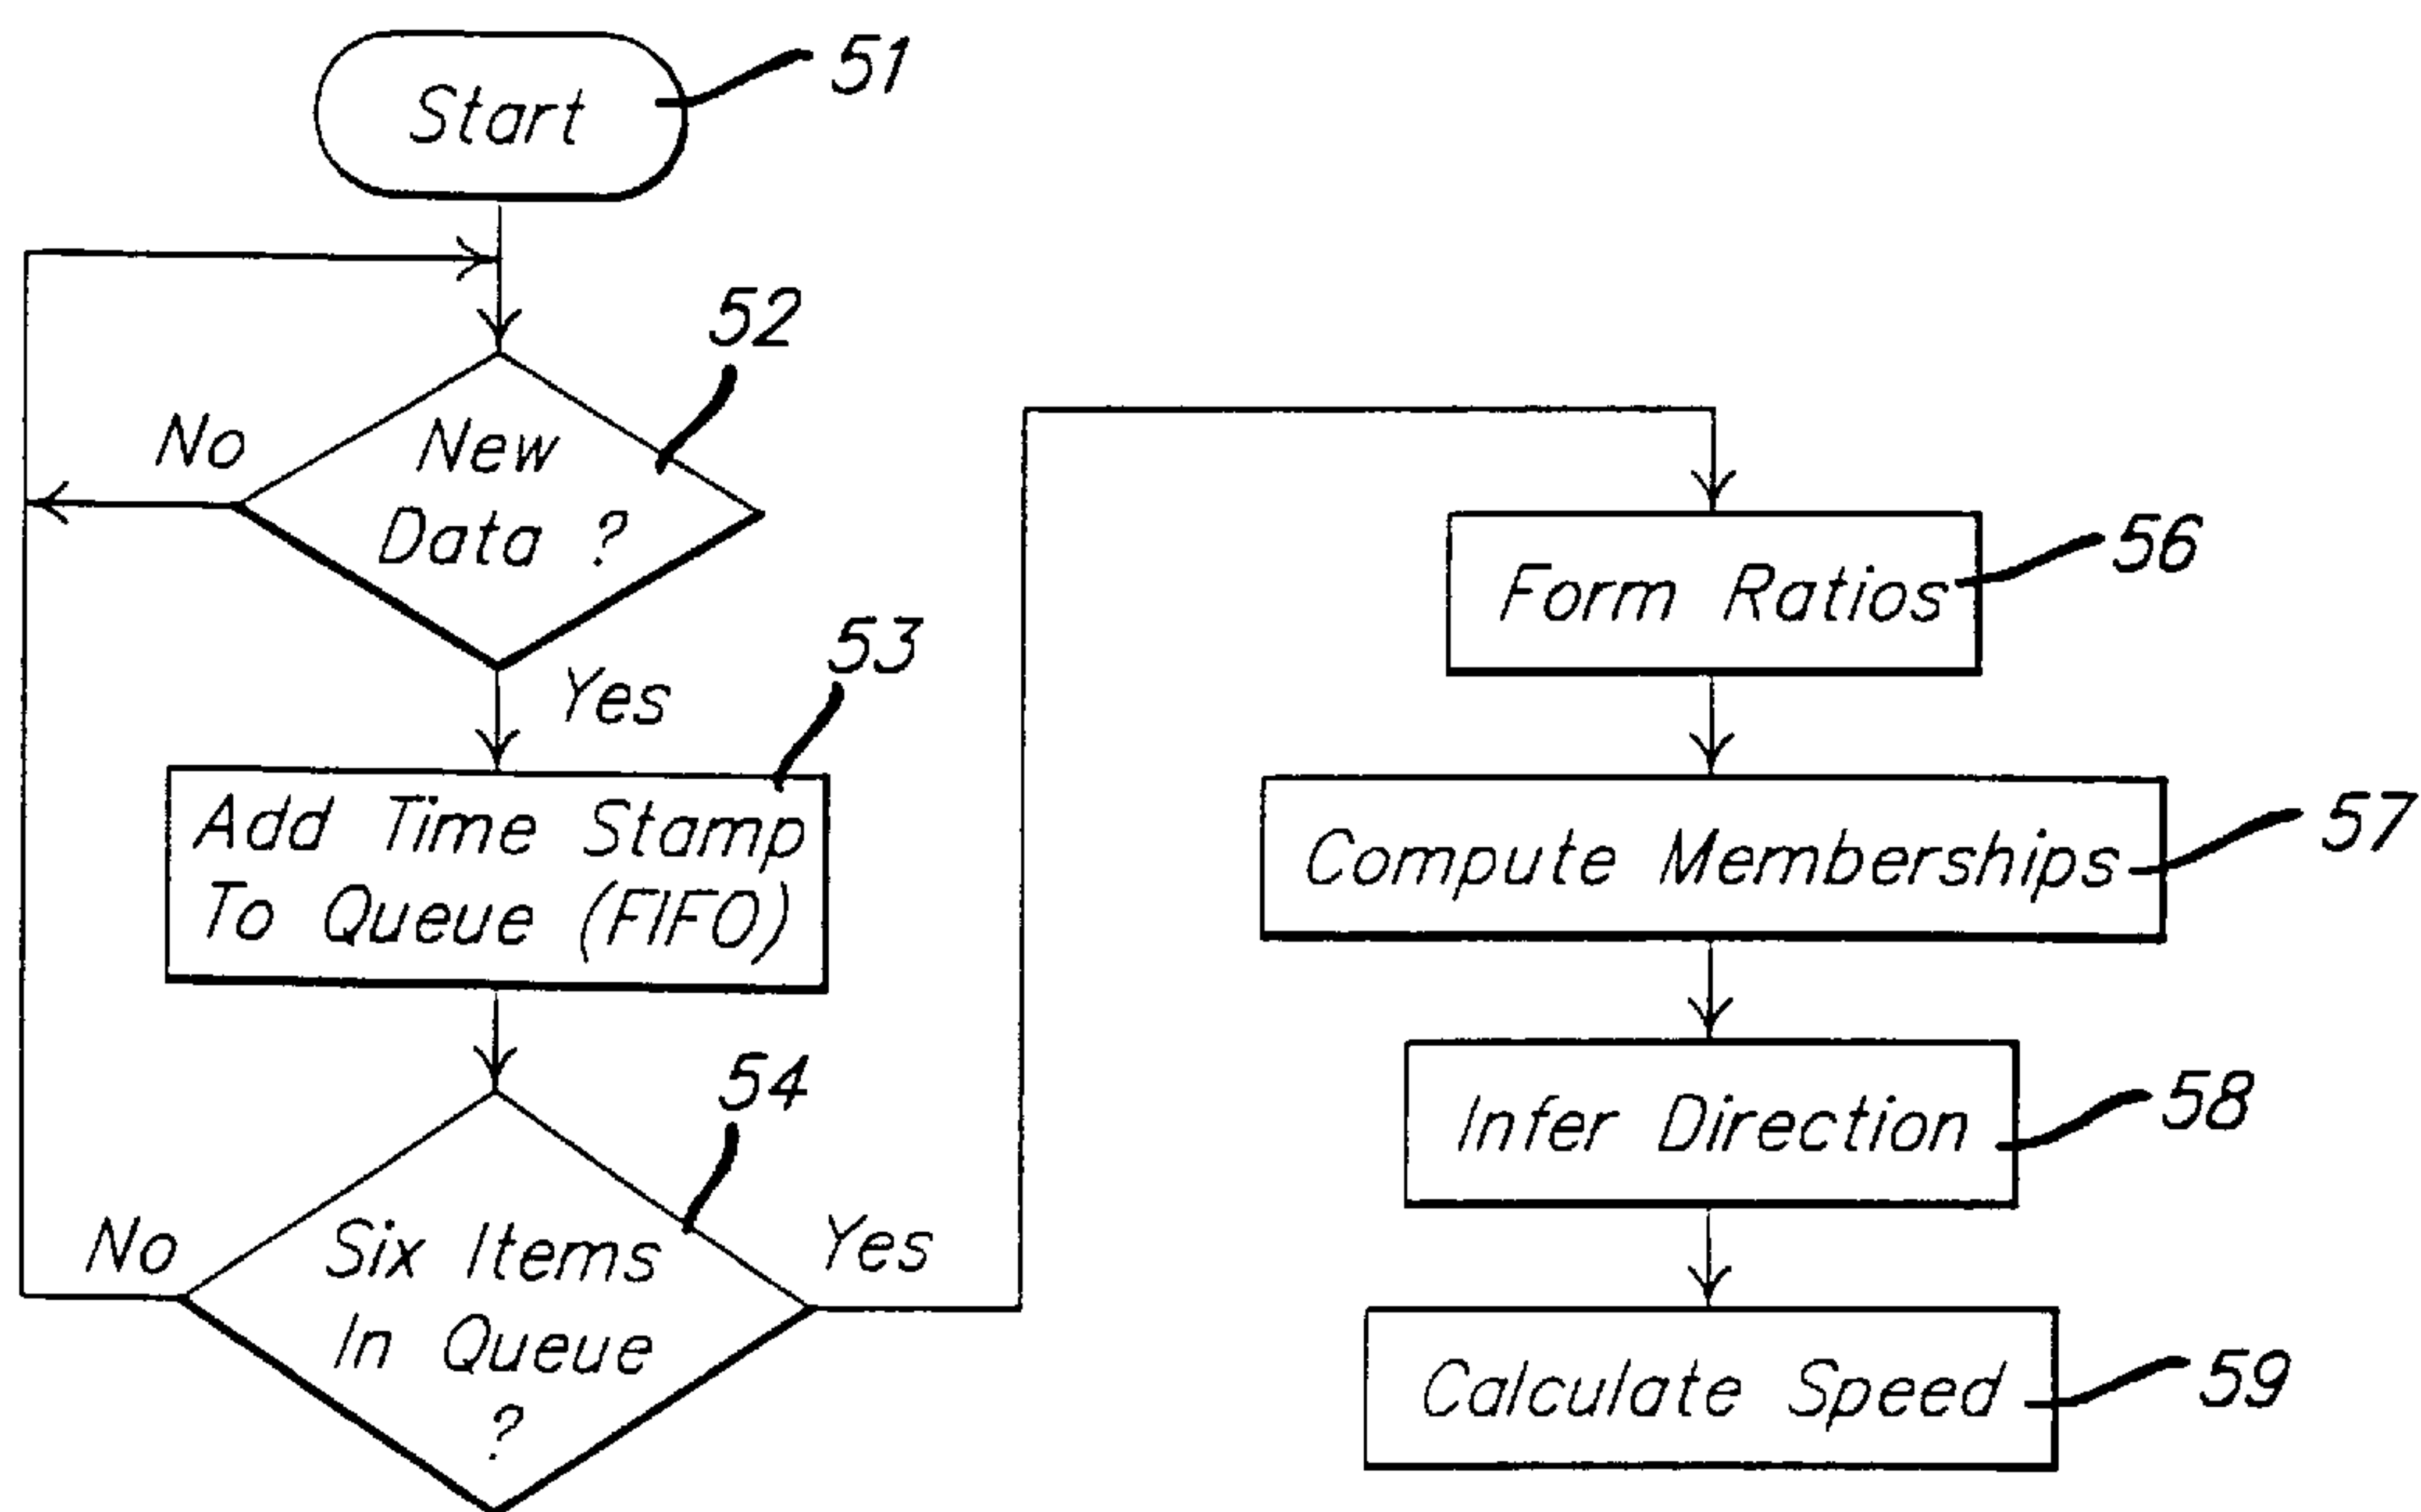 Start
51
52
No
New
Data ?
Yes
53
Add Time Stamp
To Queue (FIFO)
54
No
Six Items
In Queue
?
Yes
Form Ratios
56
Compute Memberships
57
Infer Direction
58
Calculate Speed
59